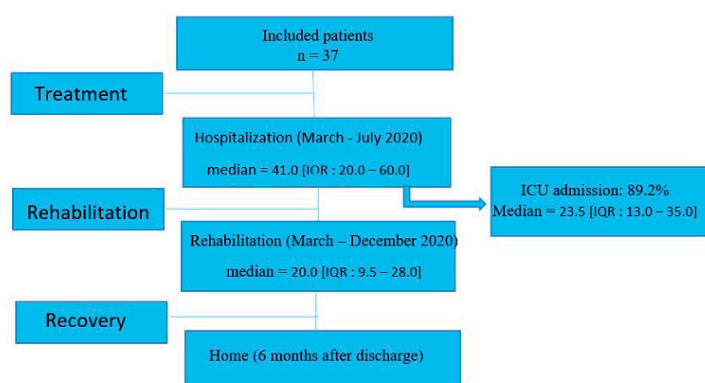 Included patients
n = 37
Treatment
Hospitalization (March - July 2020)
median = 41.0 [IQR : 20.0 – 60.0]
ICU admission: 89.2%
Median = 23.5 [IQR : 13.0 – 35.0]
Rehabilitation
Rehabilitation (March – December 2020)
median = 20.0 [IQR : 9.5 – 28.0]
Recovery
Home (6 months after discharge)